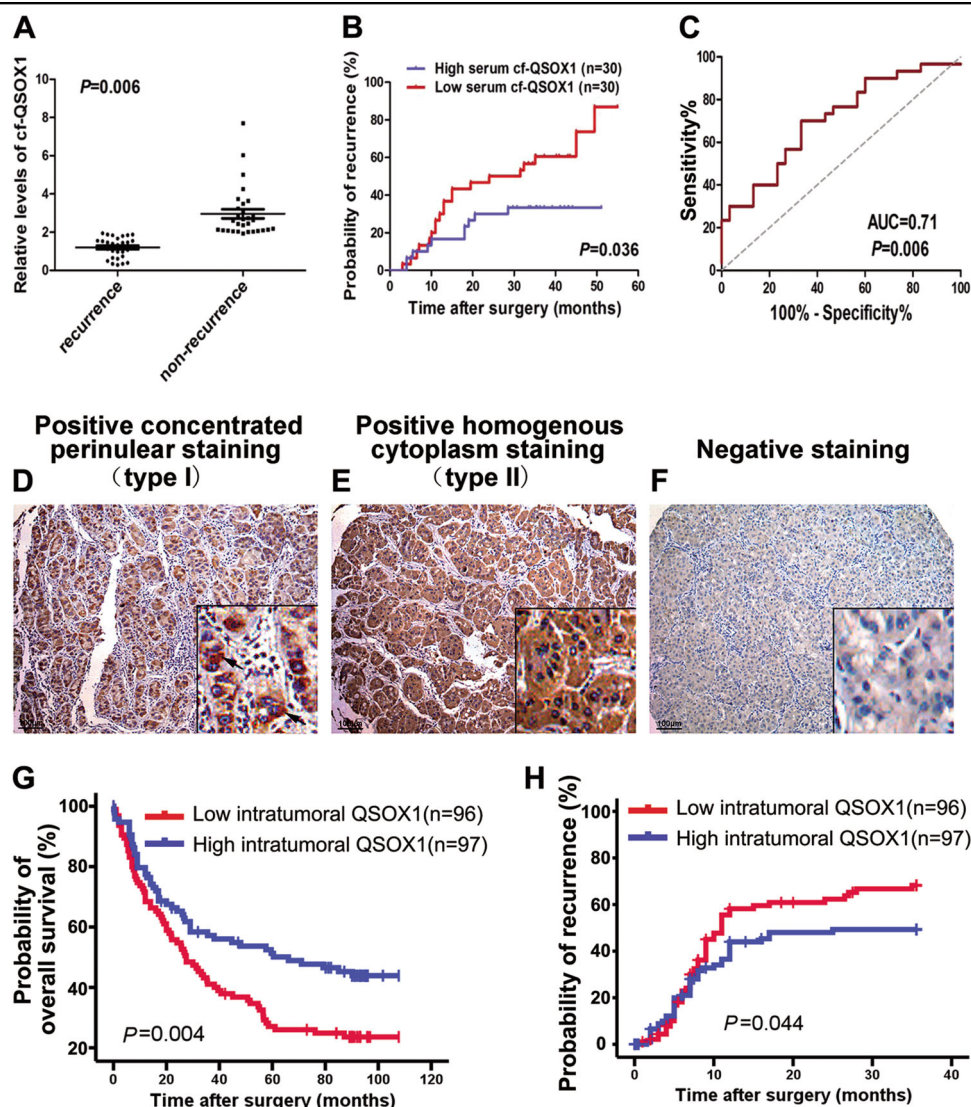 A
Relative levels of cf-QSOX1
10
8
6
4
2
0
P=0.006
recurrence
non-recurrence
B
Probability of recurrence (%)
100
80
60
40
20
0
High serum cf-QSOX1 (n=30)
Low serum cf-QSOX1 (n=30)
P=0.036
0 10 20 30 40 50 60
Time after surgery (months)
C
Sensitivity%
100
80
60
40
20
0
AUC=0.71
P=0.006
0 20 40 60 80 100
100% - Specificity%
Positive concentrated
perinulear staining
（type I）
D
100μm
Positive homogenous
cytoplasm staining
（type II）
E
100μm
Negative staining
F
100μm
G
Probability of
overall survival (%)
100
80
60
40
20
Low intratumoral QSOX1(n=96)
High intratumoral QSOX1(n=97)
P=0.004
0 20 40 60 80 100 120
Time after surgery (months)
H
Probability of recurrence (%)
100
80
60
40
20
0
Low intratumoral QSOX1(n=96)
High intratumoral QSOX1(n=97)
P=0.044
0 10 20 30 40
Time after surgery (months)